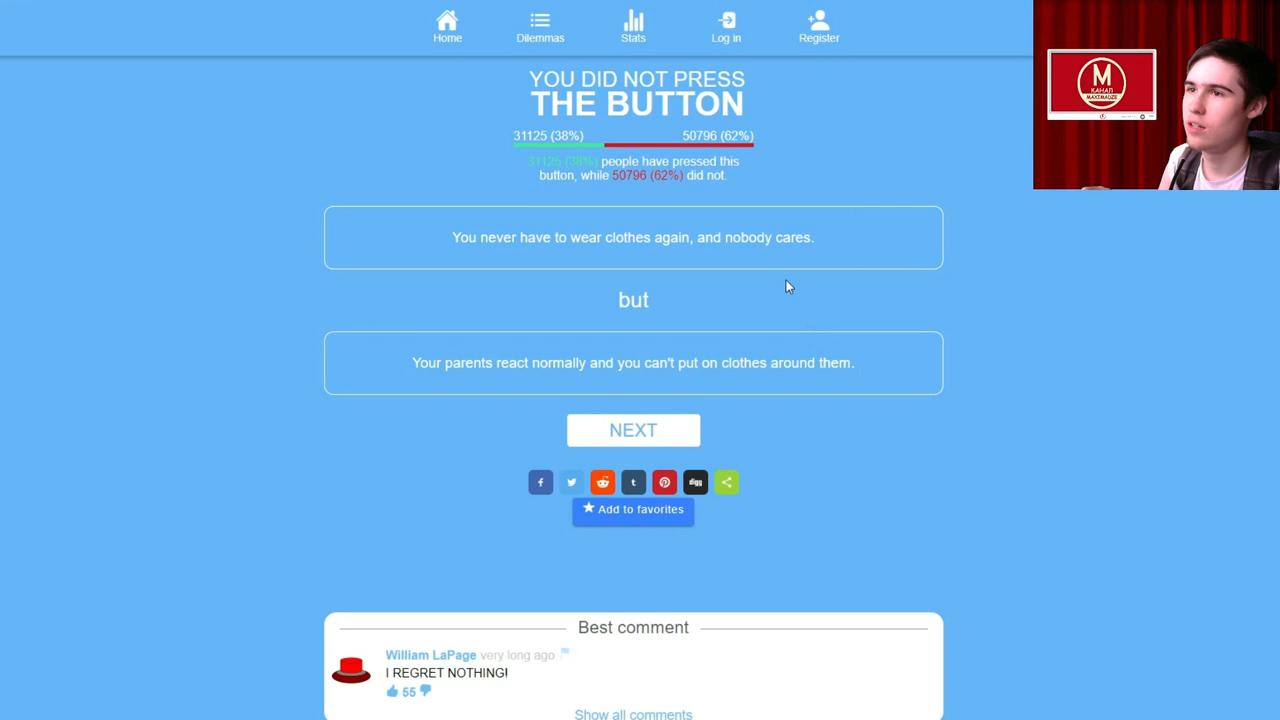 Home
Dilemmas
Stats
Log in
Register
YOU DID NOT PRESS
THE BUTTON
31125 (38%)
50796 (62%)
31125 (38%) people have pressed this
button, while 50796 (62%) did not.
You never have to wear clothes again, and nobody cares.
but
Your parents react normally and you can't put on clothes around them.
NEXT
f
t
digg
Add to favorites
Best comment
William LaPage very long ago
I REGRET NOTHING!
55
Show all comments
М
КАНАЛ
MAXIMADZE